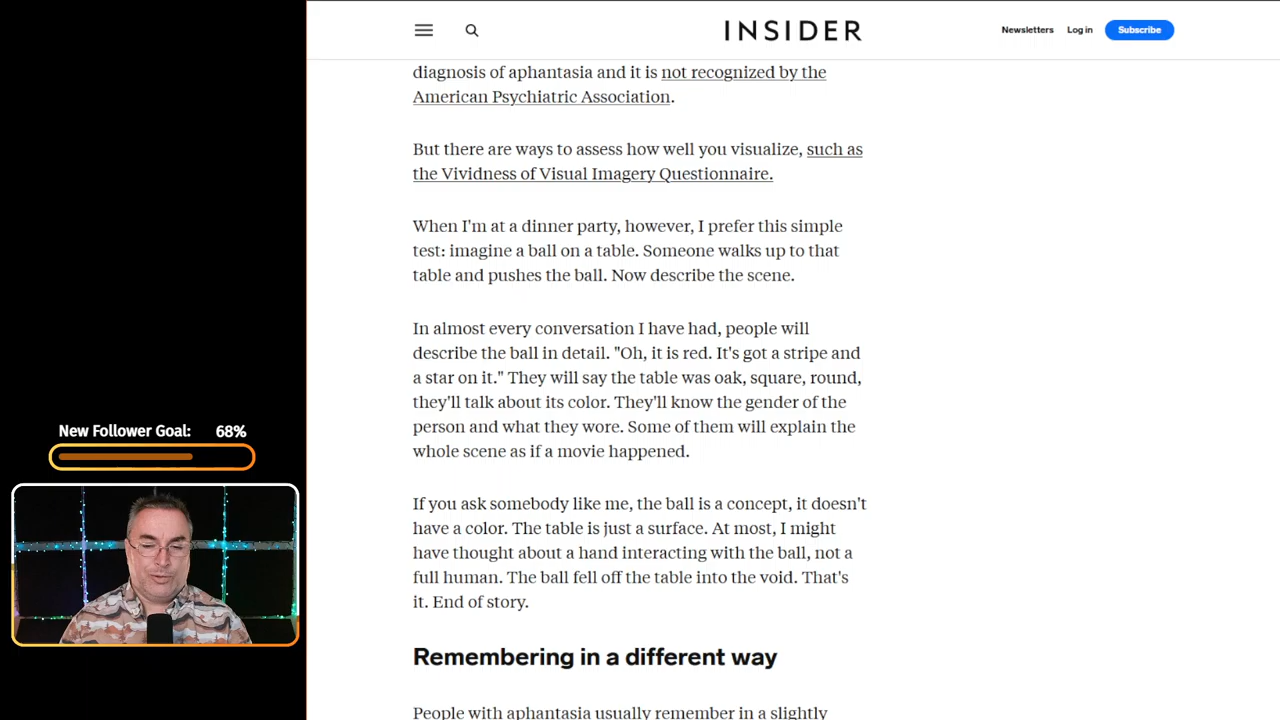 INSIDER
Newsletters
Log in
Subscribe
diagnosis of aphantasia and it is not recognized by the
American Psychiatric Association.
But there are ways to assess how well you visualize, such as
the Vividness of Visual Imagery Questionnaire.
When I'm at a dinner party, however, I prefer this simple
test: imagine a ball on a table. Someone walks up to that
table and pushes the ball. Now describe the scene.
In almost every conversation I have had, people will
describe the ball in detail. "Oh, it is red. It's got a stripe and
a star on it." They will say the table was oak, square, round,
they'll talk about its color. They'll know the gender of the
person and what they wore. Some of them will explain the
whole scene as if a movie happened.
If you ask somebody like me, the ball is a concept, it doesn't
have a color. The table is just a surface. At most, I might
have thought about a hand interacting with the ball, not a
full human. The ball fell off the table into the void. That's
it. End of story.
Remembering in a different way
People with aphantasia usually remember in a slightly
New Follower Goal: 68%